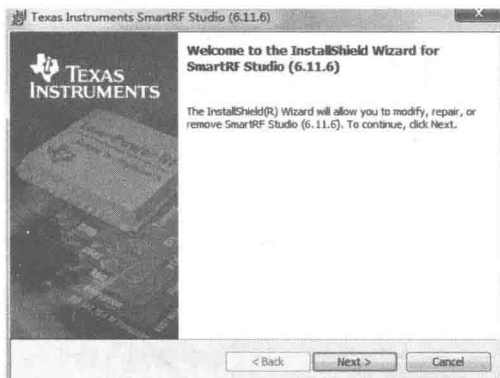 Texas Instruments SmartRF Studio (6.11.6)
Welcome to the InstallShield Wizard for
SmartRF Studio (6.11.6)
TEXAS
INSTRUMENTS
The InstallShield(R) Wizard will allow you to modify, repair, or
remove SmartRF Studio (6.11.6). To continue, click Next.
< Back
Next >
Cancel